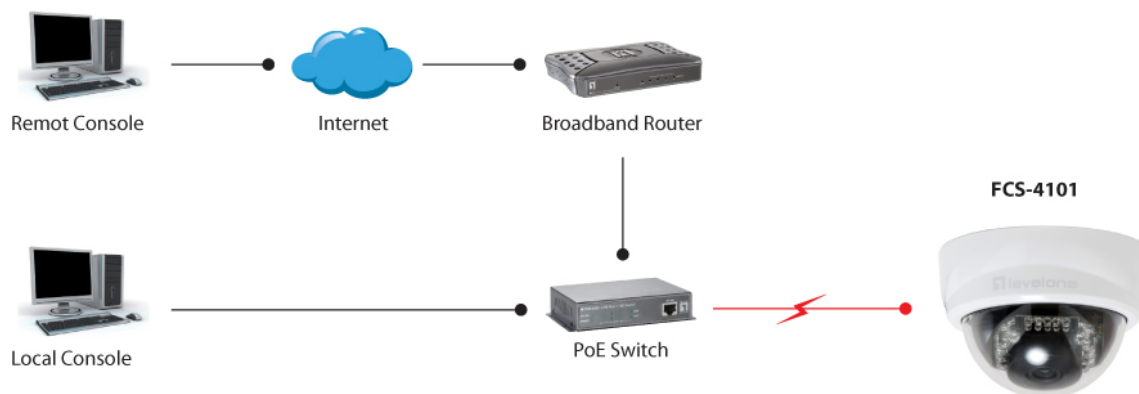 Remot Console
Internet
Broadband Router
FCS-4101
levelone
Local Console
PoE Switch